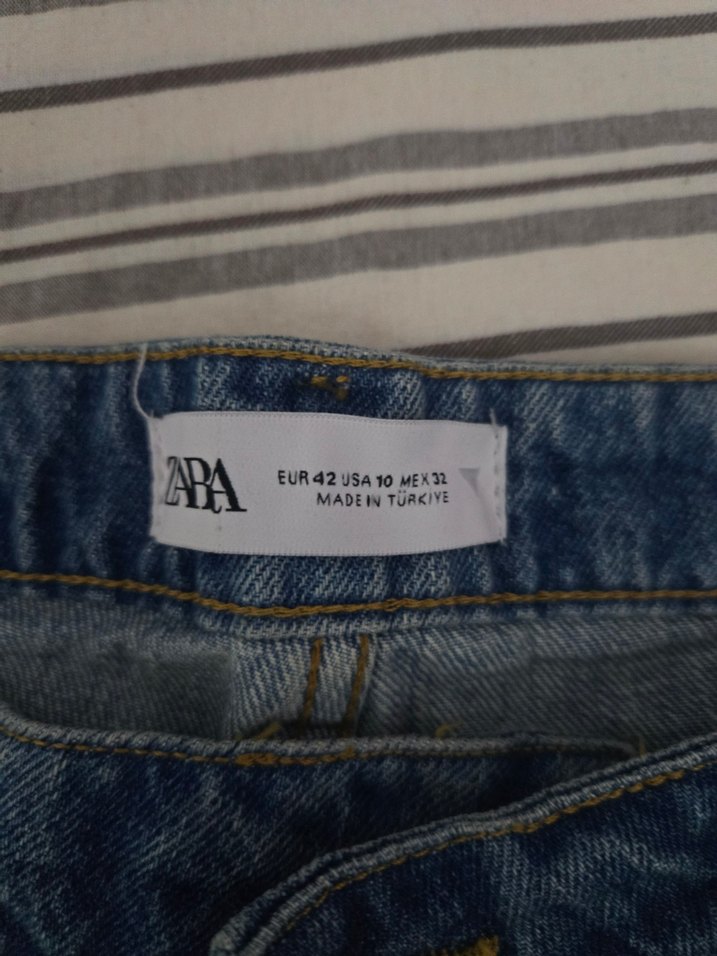 ZARA
EUR 42 USA 10 MEX 32
MADE IN TÜRKIYE